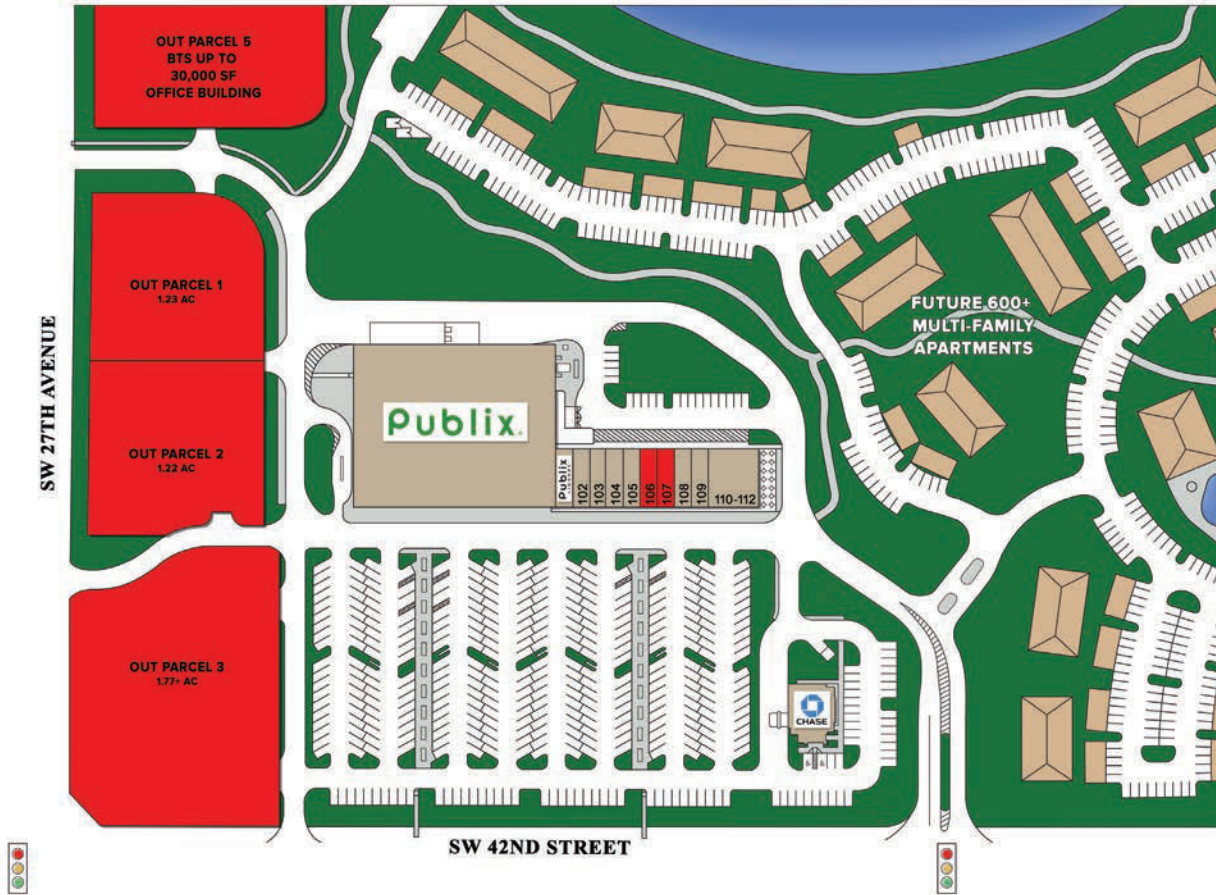 OUT PARCEL 5
BTS UP TO
30,000 SF
OFFICE BUILDING
OUT PARCEL 1
1.23 AC
FUTURE 600+
MULTI-FAMILY
APARTMENTS
SW 27TH AVENUE
Publix.
OUT PARCEL 2
1.22 AC
Publix
102
103
104
105
106
107
108
109
110-112
OUT PARCEL 3
1.77+ AC
CHASE
SW 42ND STREET